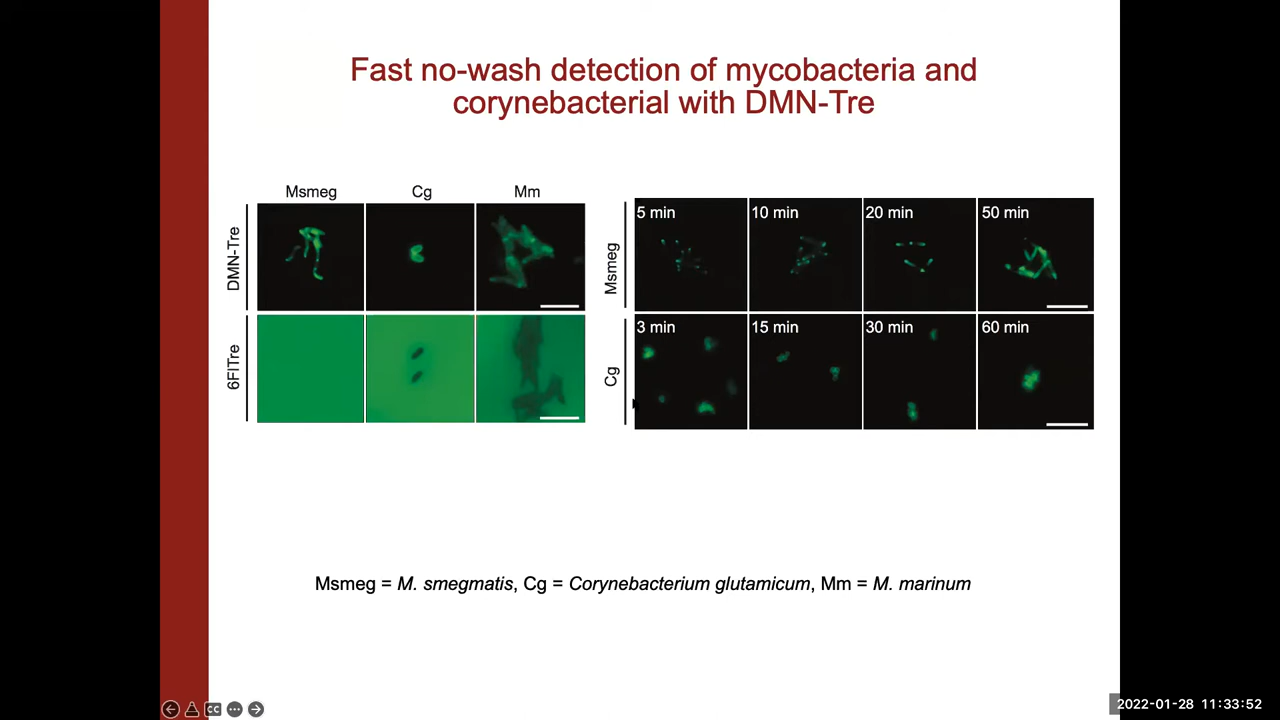 Fast no-wash detection of mycobacteria and
corynebacterial with DMN-Tre
Msmeg Cg Mm
DMN-Tre
6FlTre
Msmeg
5 min 10 min 20 min 50 min
Cg
3 min 15 min 30 min 60 min
Msmeg = M. smegmatis, Cg = Corynebacterium glutamicum, Mm = M. marinum
CC
2022-01-28 11:33:52